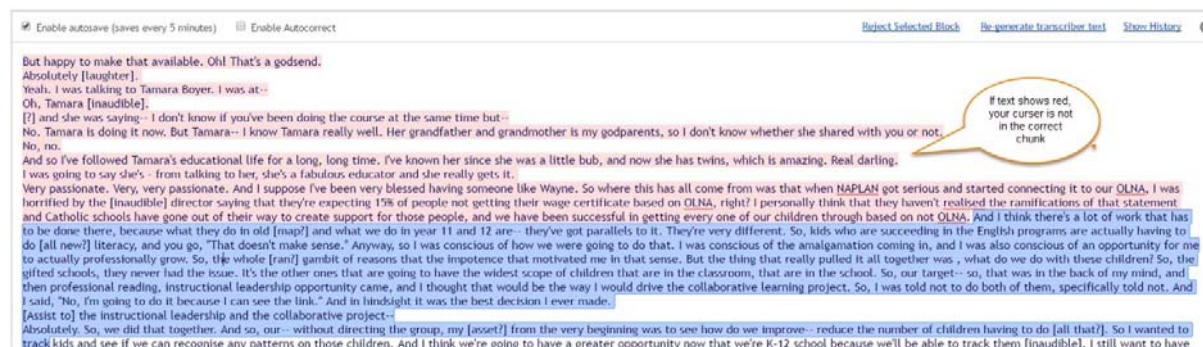 Enable autosave (saves every 5 minutes) Enable Autocorrect Reject Selected Block Re-generate transcriber text Show History
But happy to make that available. Oh! That's a godsend.
Absolutely [laughter].
Yeah. I was talking to Tamara Boyer. I was at--
Oh, Tamara [inaudible].
[?] and she was saying-- I don't know if you've been doing the course at the same time but--
No. Tamara is doing it now. But Tamara-- I know Tamara really well. Her grandfather and grandmother is my godparents, so I don't know whether she shared with you or not.
No, no.
And so I've followed Tamara's educational life for a long, long time. I've known her since she was a little bub, and now she has twins, which is amazing. Real darling.
I was going to say she's - from talking to her, she's a fabulous educator and she really gets it.
Very passionate. Very, very passionate. And I suppose I've been very blessed having someone like Wayne. So where this has all come from was that when NAPLAN got serious and started connecting it to our OLNA, I was
horrified by the [inaudible] director saying that they're expecting 15% of people not getting their wage certificate based on OLNA, right? I personally think that they haven't realised the ramifications of that statement
and Catholic schools have gone out of their way to create support for those people, and we have been successful in getting every one of our children through based on not OLNA. And I think there's a lot of work that has
to be done there, because what they do in old [map?] and what we do in year 11 and 12 are-- they've got parallels to it. They're very different. So, kids who are succeeding in the English programs are actually having to
do [all new?] literacy, and you go, "That doesn't make sense." Anyway, so I was conscious of how we were going to do that. I was conscious of the amalgamation coming in, and I was also conscious of an opportunity for me
to actually professionally grow. So, the whole [ran?] gambit of reasons that the impotence that motivated me in that sense. But the thing that really pulled it all together was , what do we do with these children? So, the
gifted schools, they never had the issue. It's the other ones that are going to have the widest scope of children that are in the classroom, that are in the school. So, our target-- so, that was in the back of my mind, and
then professional reading, instructional leadership opportunity came, and I thought that would be the way I would drive the collaborative learning project. So, I was told not to do both of them, specifically told not. And
I said, "No, I'm going to do it because I can see the link." And in hindsight it was the best decision I ever made.
[Assist to] the instructional leadership and the collaborative project--
Absolutely. So, we did that together. And so, our-- without directing the group, my [asset?] from the very beginning was to see how do we improve-- reduce the number of children having to do [all that?]. So I wanted to
track kids and see if we can recognise any patterns on those children. And I think we're going to have a greater opportunity now that we're K-12 school because we'll be able to track them [inaudible]. I still want to have
If text shows red,
your curser is not
in the correct
chunk